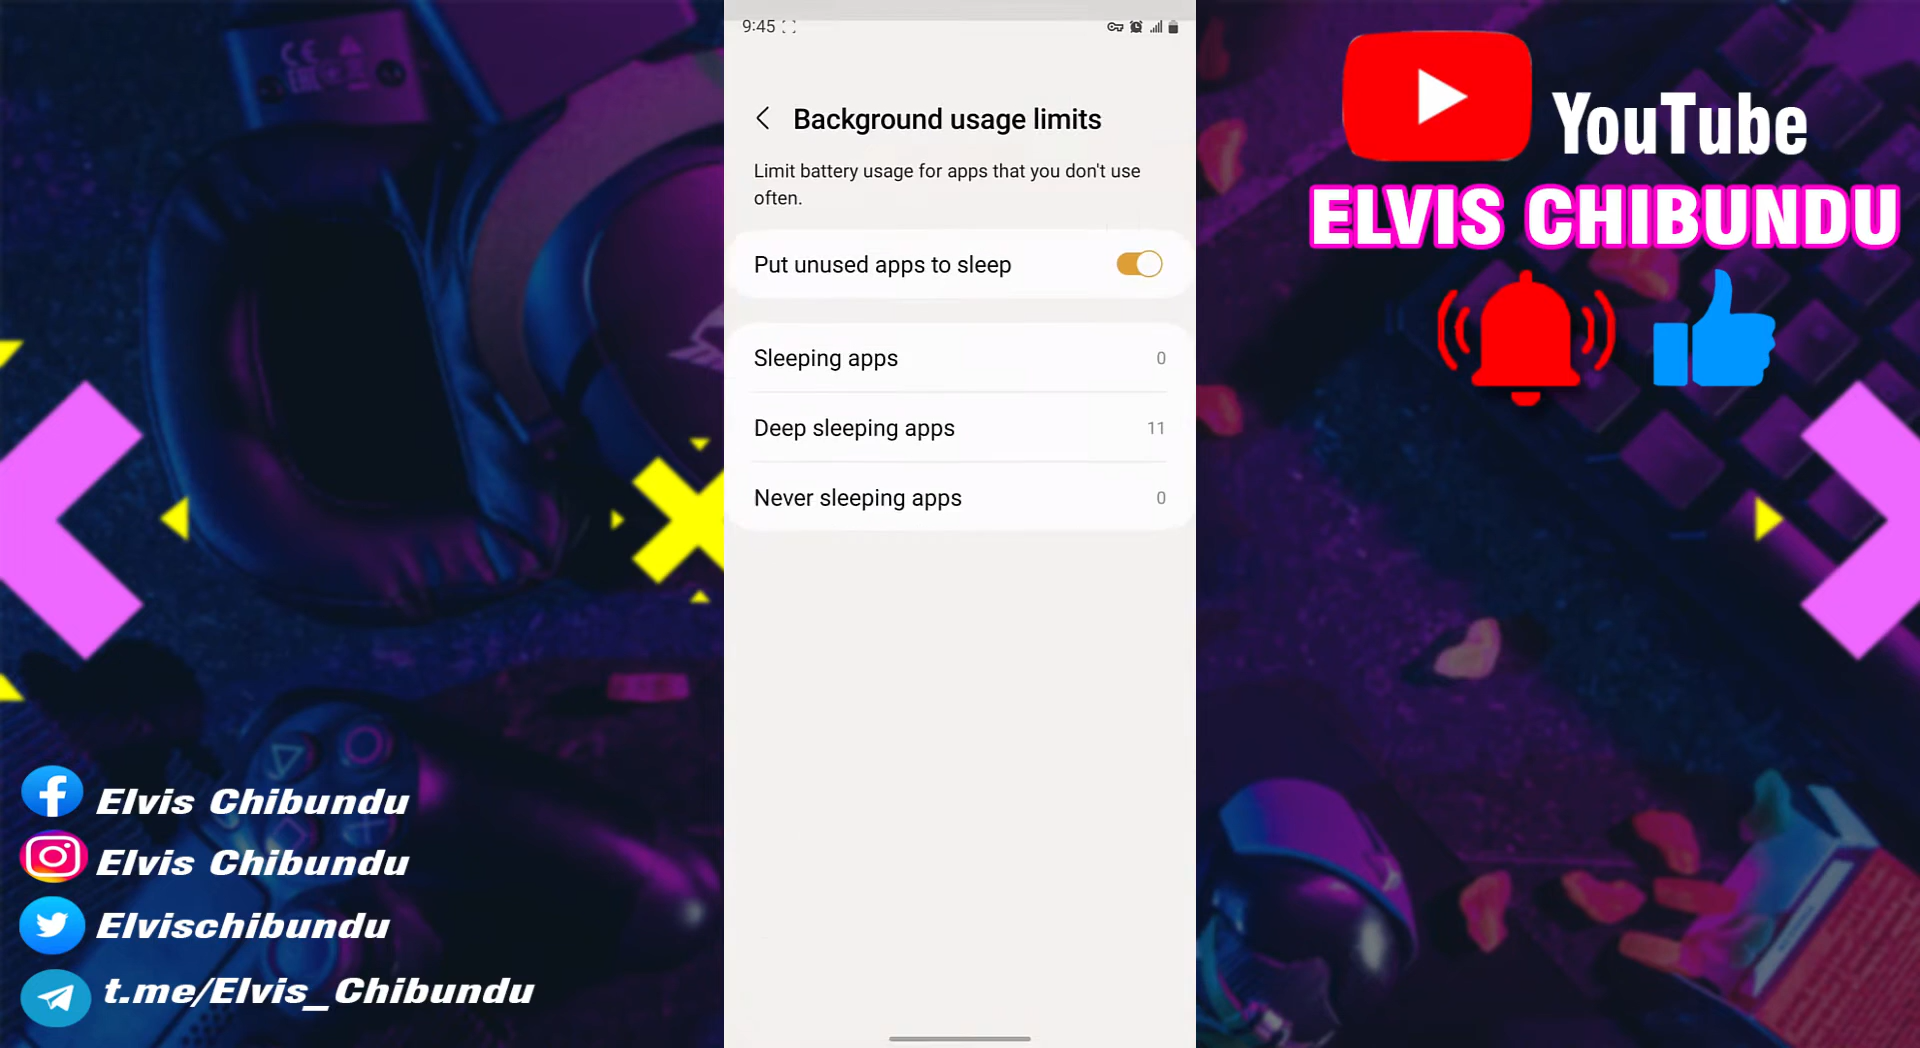 9:45
Background usage limits
Limit battery usage for apps that you don't use
often.
Put unused apps to sleep
Sleeping apps 0
Deep sleeping apps 11
Never sleeping apps 0
YouTube
ELVIS CHIBUNDU
Elvis Chibundu
Elvis Chibundu
Elvischibundu
t.me/Elvis_Chibundu